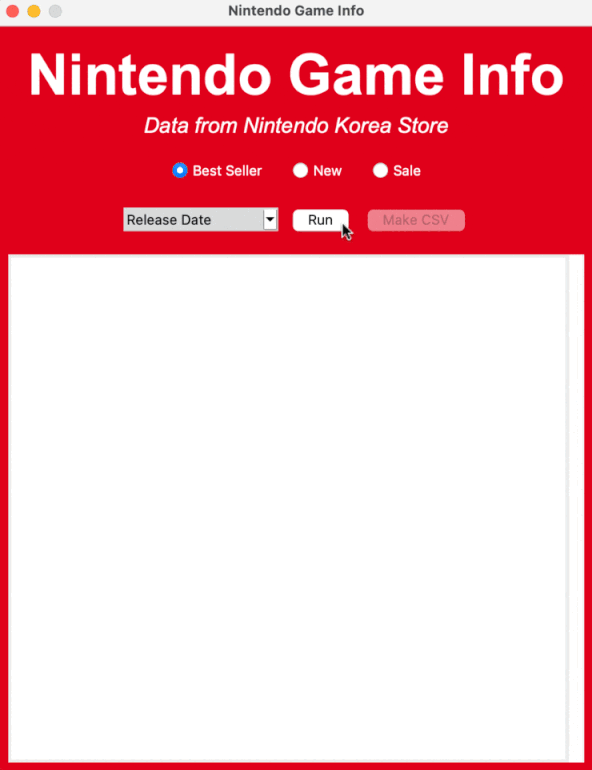 Nintendo Game Info
Nintendo Game Info
Data from Nintendo Korea Store
Best Seller New Sale
Release Date Run Make CSV